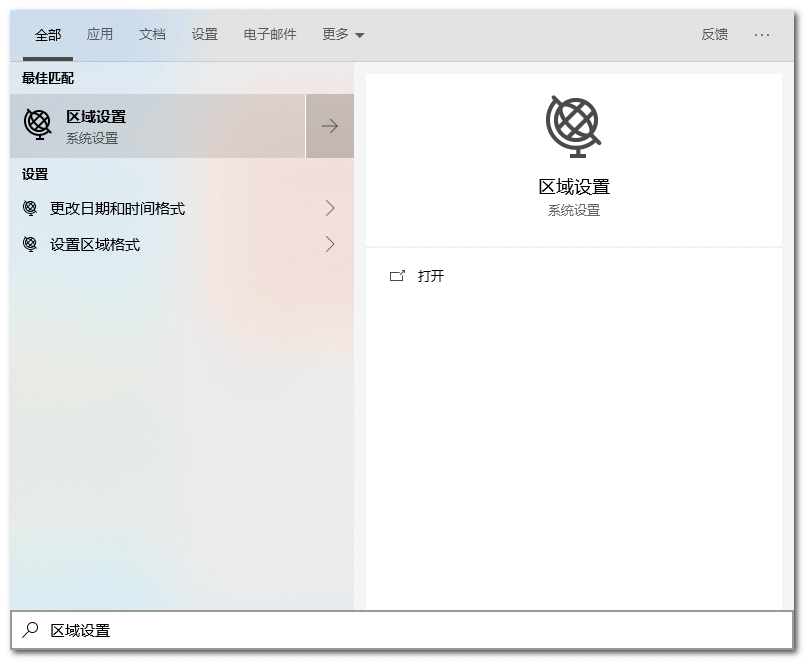 全部 应用 文档 设置 电子邮件 更多 反馈 ...
最佳匹配
区域设置
系统设置
设置
更改日期和时间格式
设置区域格式
区域设置
系统设置
打开
区域设置